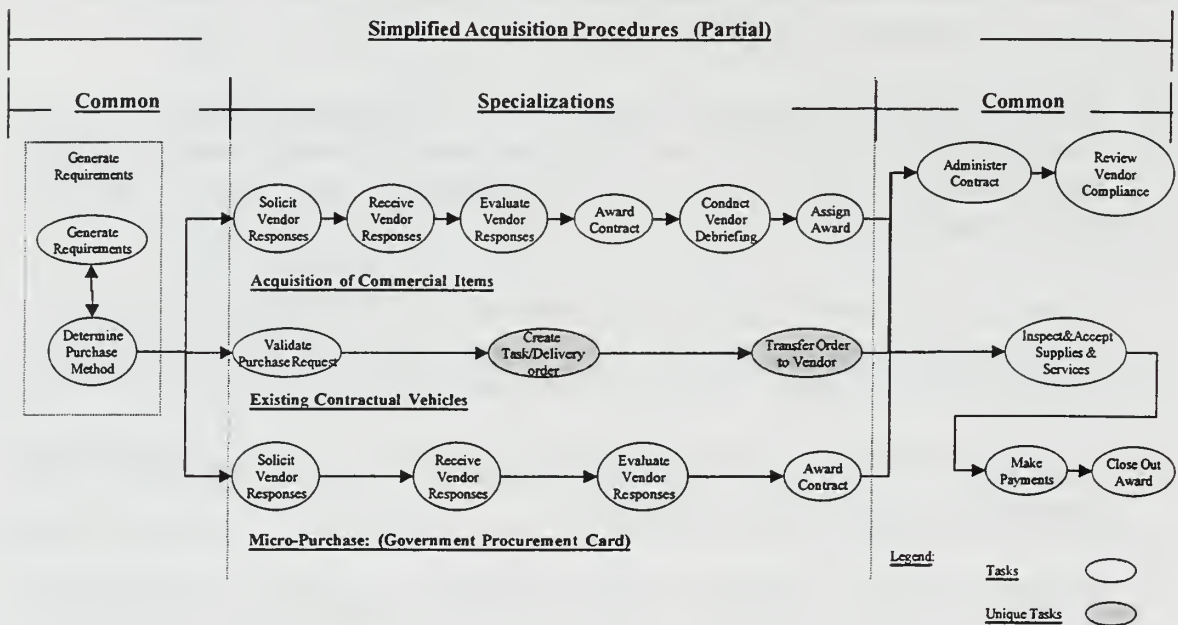 Simplified Acquisition Procedures (Partial)
Common
Specializations
Common
Generate
Requirements
Generate
Requirements
Determine
Purchase
Method
Solicit
Vendor
Responses
Receive
Vendor
Responses
Evaluate
Vendor
Responses
Award
Contract
Conduct
Vendor
Debriefing
Assign
Award
Acquisition of Commercial Items
Validate
Purchase Request
Create
Task/Delivery
order
Transfer Order
to Vendor
Existing Contractual Vehicles
Solicit
Vendor
Responses
Receive
Vendor
Responses
Evaluate
Vendor
Responses
Award
Contract
Micro-Purchase: (Government Procurement Card)
Administer
Contract
Review
Vendor
Compliance
Inspect&Accept
Supplies &
Services
Make
Payments
Close Out
Award
Legend:
Tasks
Unique Tasks